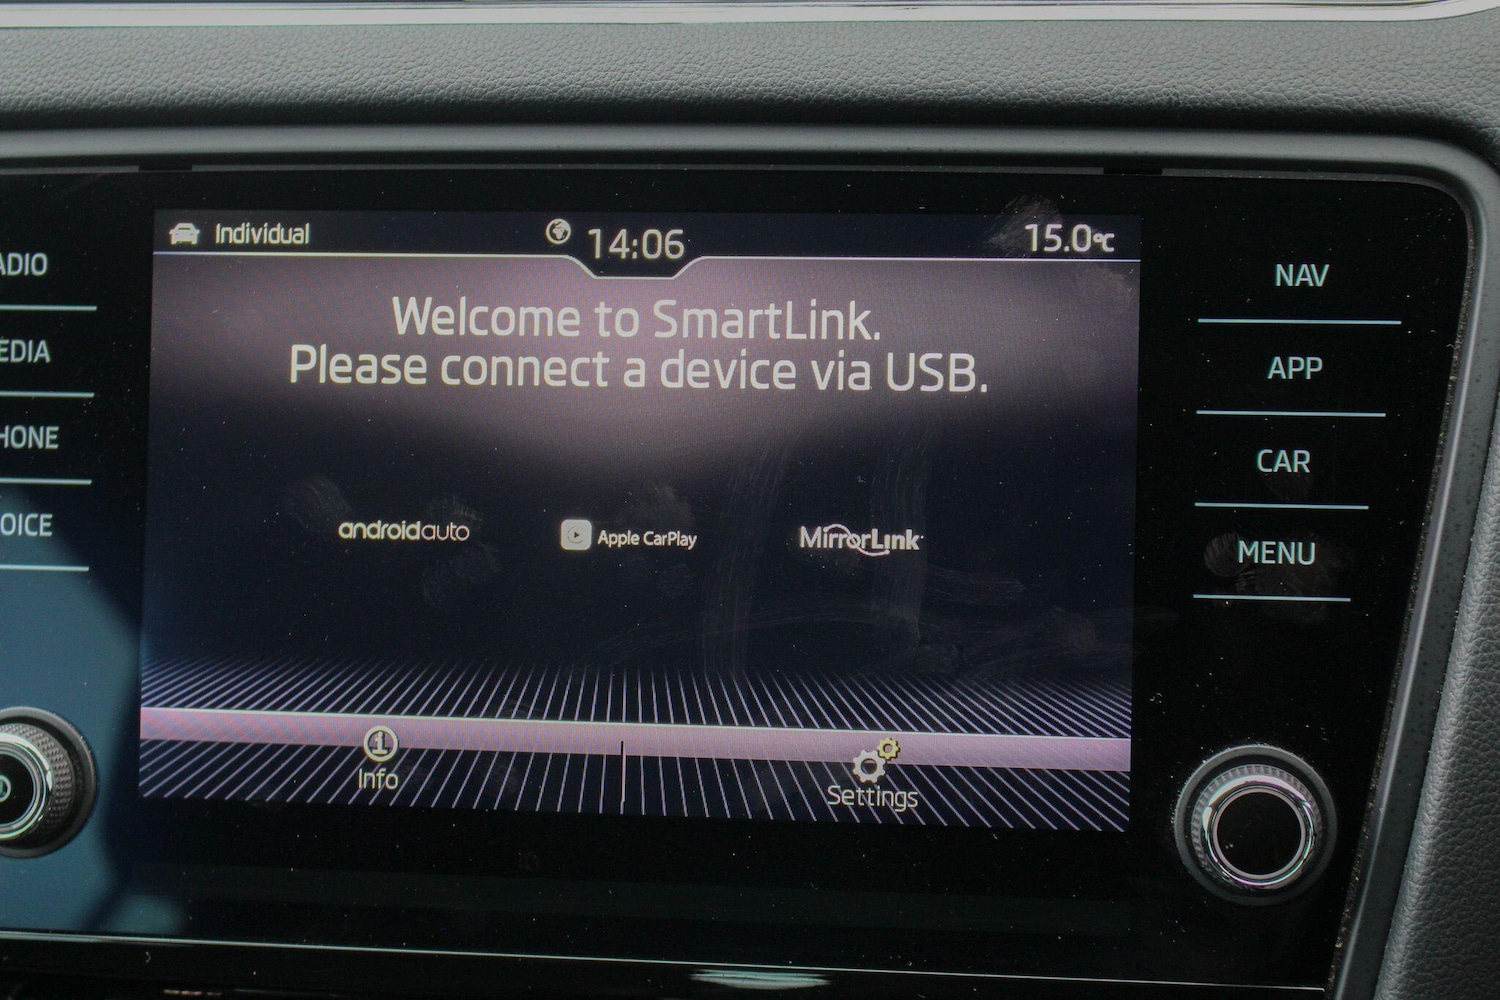 Individual
14:06
15.0°C
Welcome to SmartLink.
Please connect a device via USB.
androidauto
Apple CarPlay
MirrorLink
Info
Settings
ADIO
EDIA
HONE
OICE
NAV
APP
CAR
MENU